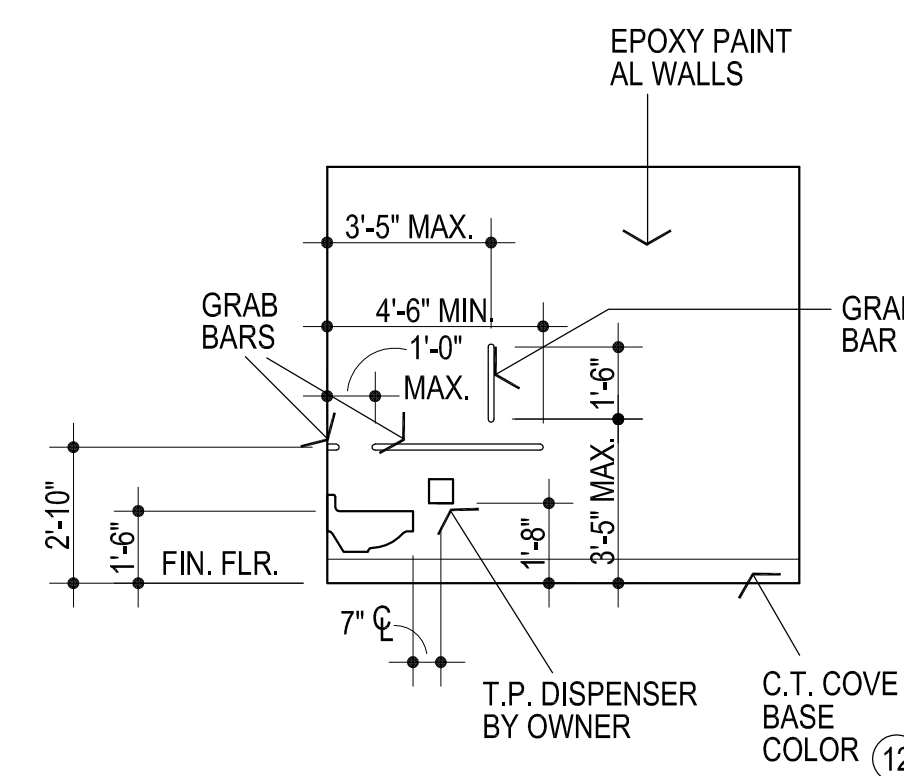 EPOXY PAINT
AL WALLS
3'-5" MAX.
GRAB
BARS
4'-6" MIN.
1'-0"
MAX.
BAR
1'-6"
3'-5" MAX.
2'-10"
1'-6"
FIN. FLR.
1'-8"
7" ℄
T.P. DISPENSER
BY OWNER
C.T. COVE
BASE
COLOR 12